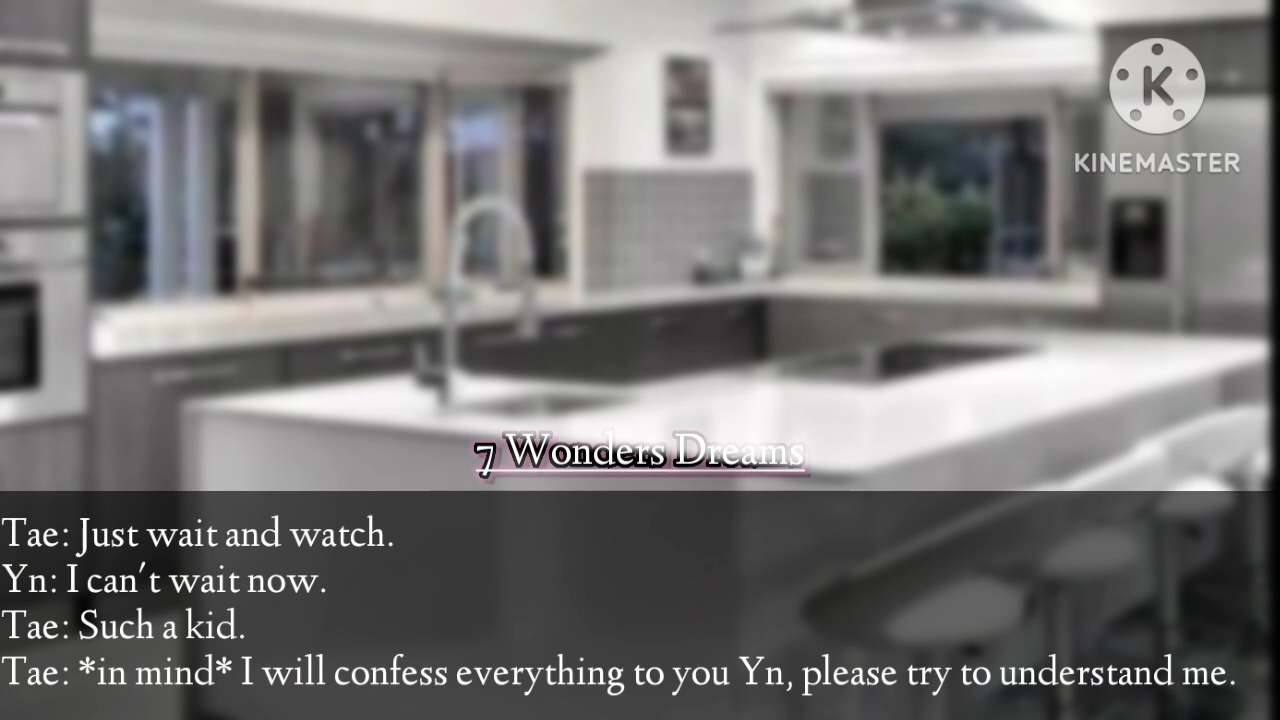 KINEMASTER
7 Wonders Dreams
Tae: Just wait and watch.
Yn: I can't wait now.
Tae: Such a kid.
Tae: *in mind* I will confess everything to you Yn, please try to understand me.